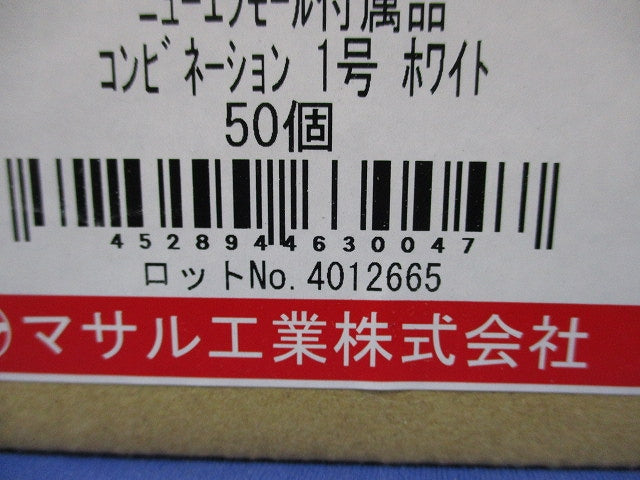 ニューエフモール付属品
コンビネーション 1号 ホワイト
50個
4528944630047
ロットNo.4012665
マサル工業株式会社